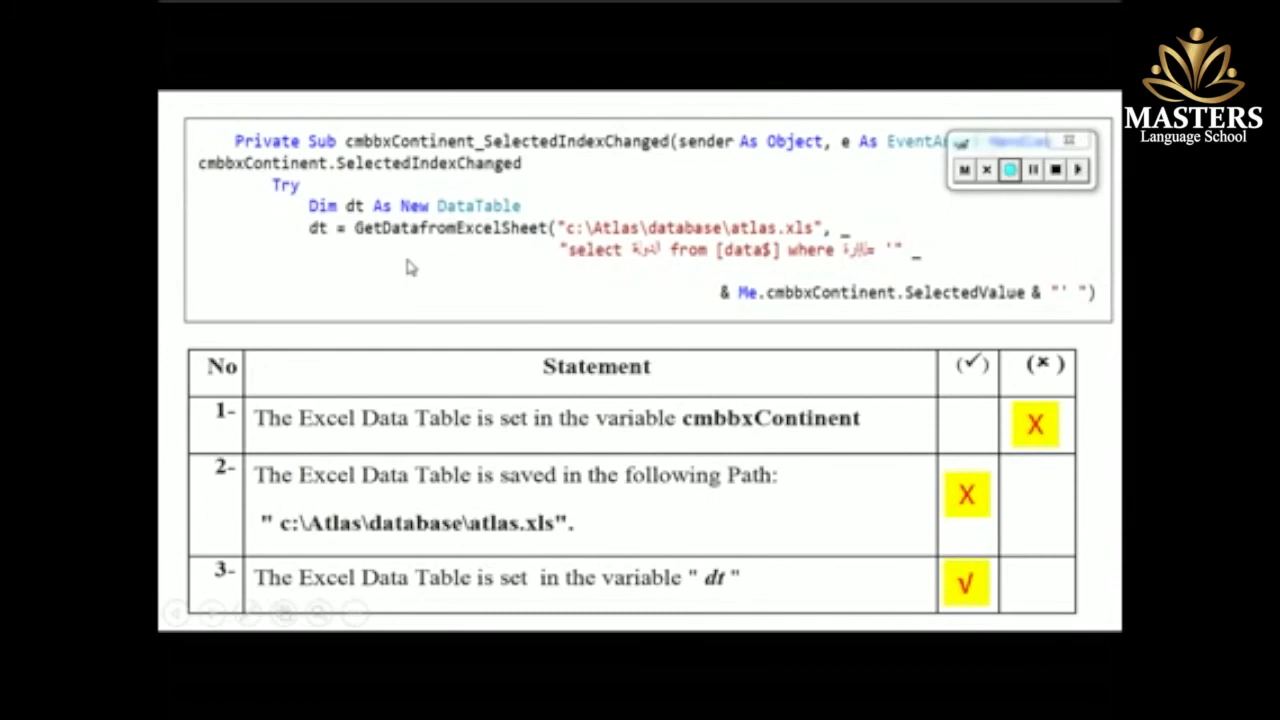 MASTERS
Language School
Private Sub cmbbxContinent_SelectedIndexChanged(sender As Object, e As EventAr
cmbbxContinent.SelectedIndexChanged
Try
Dim dt As New DataTable
dt = GetDatafromExcelSheet("c:\Atlas\database\atlas.xls", _
"select from [data$] where = '" _
& Me.cmbbxContinent.SelectedValue & "' ")
No Statement (✓) (×)
1- The Excel Data Table is set in the variable cmbbxContinent X
2- The Excel Data Table is saved in the following Path: X
" c:\Atlas\database\atlas.xls".
3- The Excel Data Table is set in the variable " dt " √